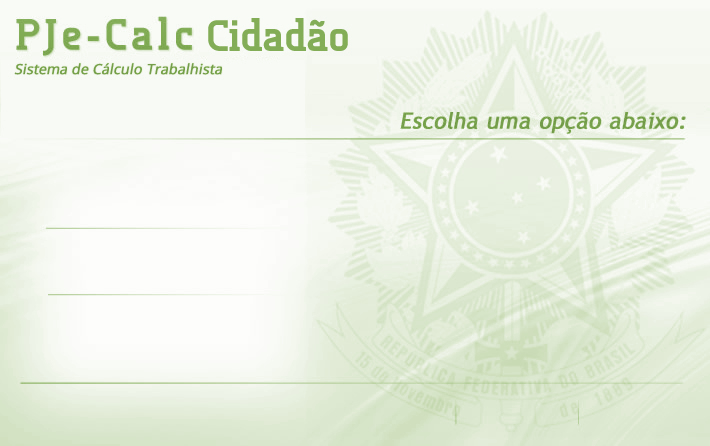 PJe-Calc Cidadão
Sistema de Cálculo Trabalhista
Escolha uma opção abaixo:
REPÚBLICA FEDERATIVA DO BRASIL
15 de novembro de 1889